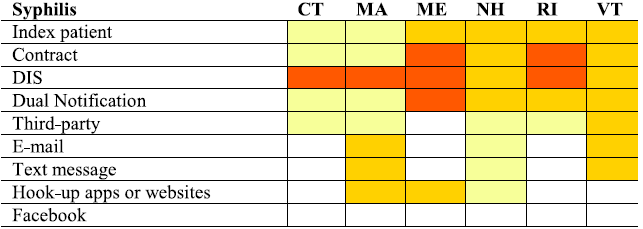 Syphilis CT MA ME NH RI VT
Index patient
Contract
DIS
Dual Notification
Third-party
E-mail
Text message
Hook-up apps or websites
Facebook